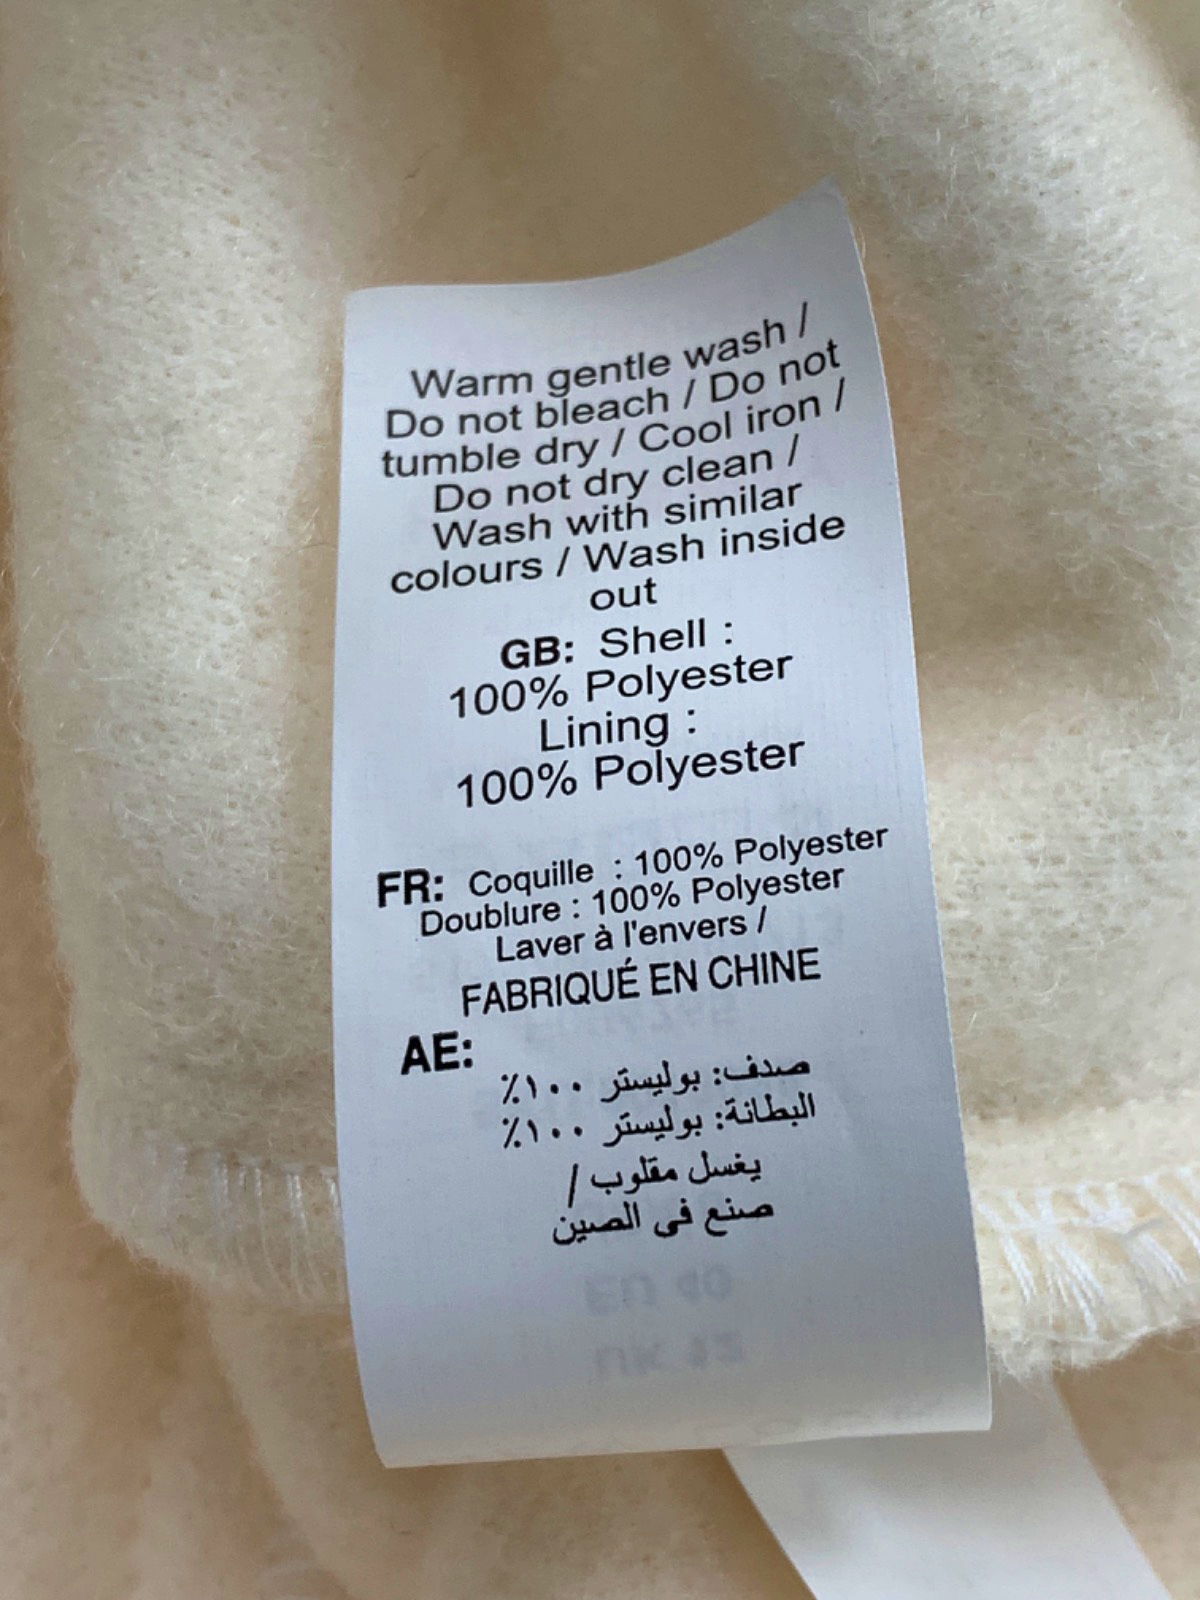 Warm gentle wash /
Do not bleach / Do not
tumble dry / Cool iron /
Do not dry clean /
Wash with similar
colours / Wash inside
out
GB: Shell :
100% Polyester
Lining :
100% Polyester
FR: Coquille : 100% Polyester
Doublure : 100% Polyester
Laver à l'envers /
FABRIQUÉ EN CHINE
AE:
صدف: بوليستر ١٠٠٪
البطانة: بوليستر ١٠٠٪
يغسل مقلوب /
صنع فى الصين